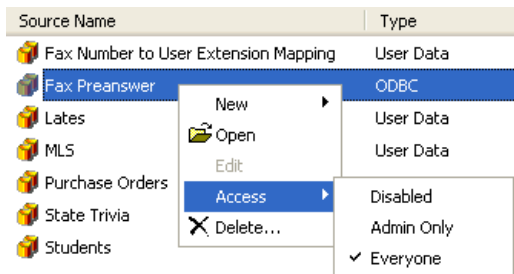 Source Name Type
Fax Number to User Extension Mapping User Data
Fax Preanswer ODBC
Lates User Data
MLS User Data
Purchase Orders
State Trivia
Students
New
Open
Edit
Access
Delete...
Disabled
Admin Only
Everyone